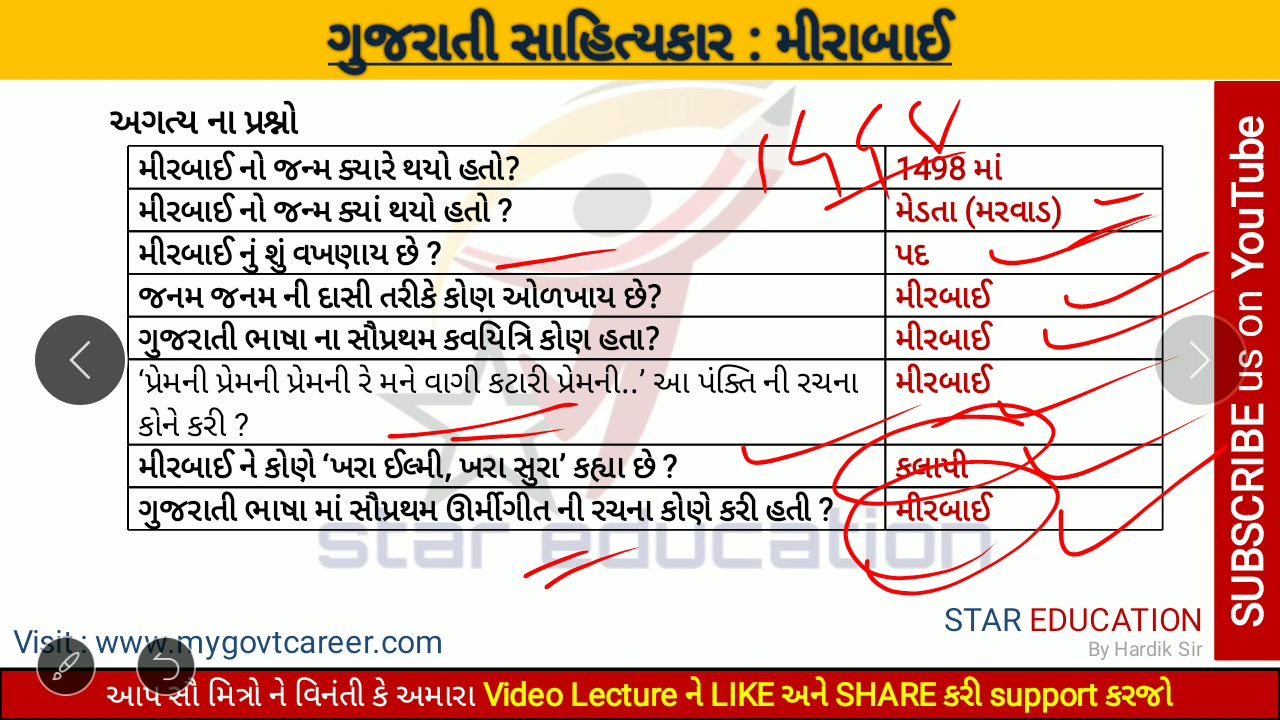 ગુજરાતી સાહિત્યકાર : મીરાબાઈ
અગત્ય ના પ્રશ્નો
મીરબાઈ નો જન્મ ક્યારે થયો હતો? 1498 માં
મીરબાઈ નો જન્મ ક્યાં થયો હતો ? મેડતા (મરવાડ)
મીરબાઈ નું શું વખણાય છે ? પદ
જનમ જનમ ની દાસી તરીકે કોણ ઓળખાય છે? મીરબાઈ
ગુજરાતી ભાષા ના સૌપ્રથમ કવયિત્રિ કોણ હતા? મીરબાઈ
‘પ્રેમની પ્રેમની પ્રેમની રે મને વાગી કટારી પ્રેમની..’ આ પંક્તિ ની રચના મીરબાઈ
કોને કરી ?
મીરબાઈ ને કોણે ‘ખરા ઈલ્મી, ખરા સુરા’ કહ્યા છે ? કલાપી
ગુજરાતી ભાષા માં સૌપ્રથમ ઊર્મીગીત ની રચના કોણે કરી હતી ? મીરબાઈ
star education
STAR EDUCATION
By Hardik Sir
Visit : www.mygovtcareer.com
SUBSCRIBE us on YouTube
આપ સૌ મિત્રો ને વિનંતી કે અમારા Video Lecture ને LIKE અને SHARE કરી support કરજો